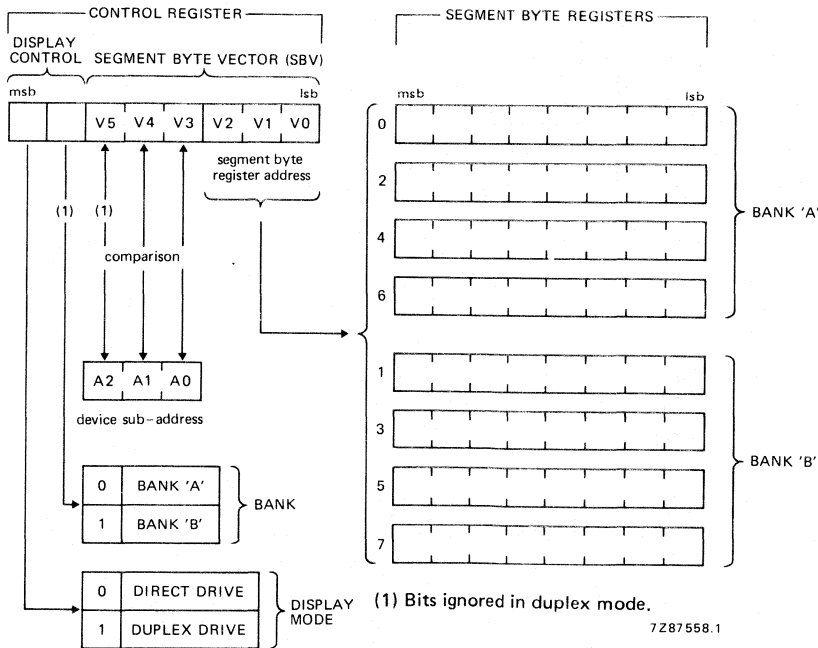 CONTROL REGISTER
DISPLAY CONTROL
SEGMENT BYTE VECTOR (SBV)
msb
lsb
V5 V4 V3 V2 V1 V0
segment byte register address
(1) (1)
comparison
A2 A1 A0
device sub-address
0 BANK 'A'
1 BANK 'B'
BANK
0 DIRECT DRIVE
1 DUPLEX DRIVE
DISPLAY MODE
SEGMENT BYTE REGISTERS
msb
lsb
0
2
4
6
BANK 'A'
1
3
5
7
BANK 'B'
(1) Bits ignored in duplex mode.
7Z87558.1